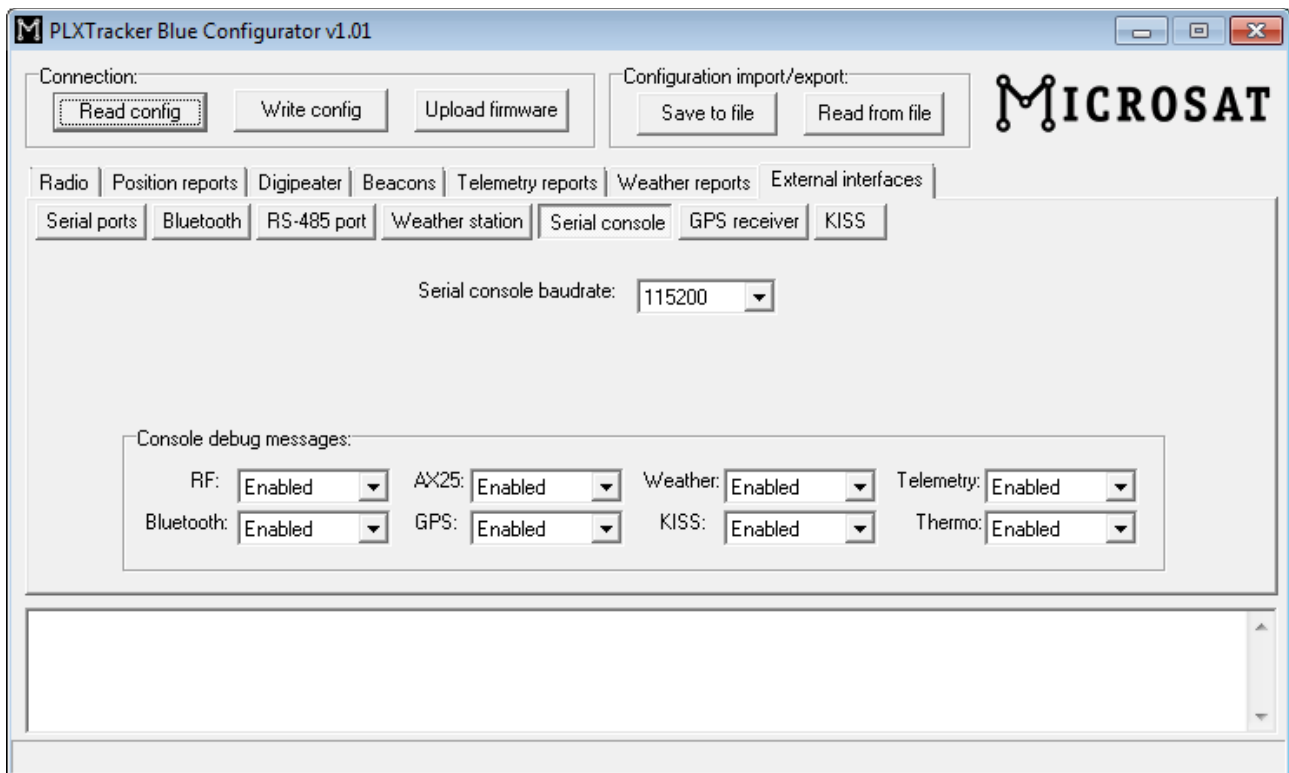 PLXTracker Blue Configurator v1.01
Connection:
Read config Write config Upload firmware
Configuration import/export:
Save to file Read from file
MICROSAT
Radio Position reports Digipeater Beacons Telemetry reports Weather reports External interfaces
Serial ports Bluetooth RS-485 port Weather station Serial console GPS receiver KISS
Serial console baudrate: 115200
Console debug messages:
RF: Enabled AX25: Enabled Weather: Enabled Telemetry: Enabled
Bluetooth: Enabled GPS: Enabled KISS: Enabled Thermo: Enabled